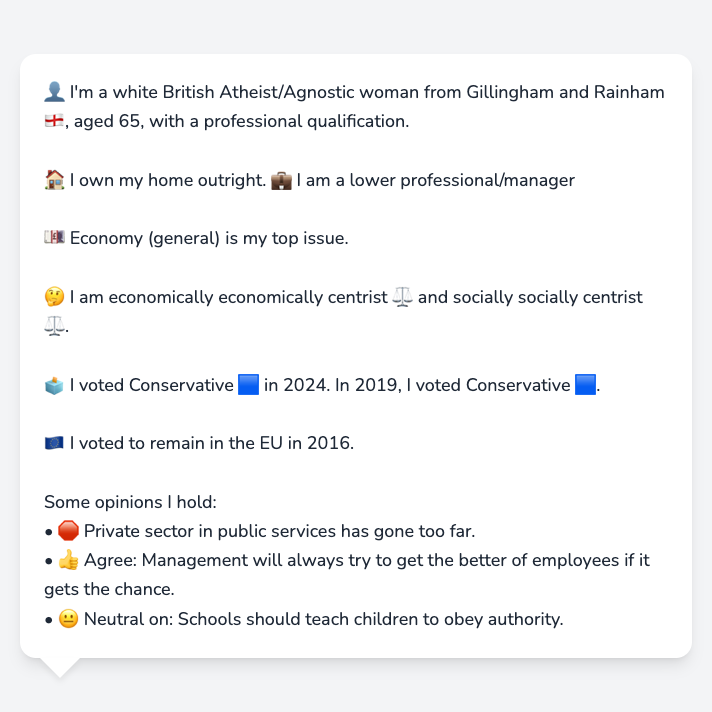 👤 I'm a white British Atheist/Agnostic woman from Gillingham and Rainham
🏴󠁧󠁢󠁥󠁮󠁧󠁿, aged 65, with a professional qualification.
🏠 I own my home outright. 💼 I am a lower professional/manager
💷 Economy (general) is my top issue.
🤔 I am economically economically centrist ⚖️ and socially socially centrist
⚖️.
🗳️ I voted Conservative 🟦 in 2024. In 2019, I voted Conservative 🟦.
🇪🇺 I voted to remain in the EU in 2016.
Some opinions I hold:
• 🛑 Private sector in public services has gone too far.
• 👍 Agree: Management will always try to get the better of employees if it
gets the chance.
• 😐 Neutral on: Schools should teach children to obey authority.